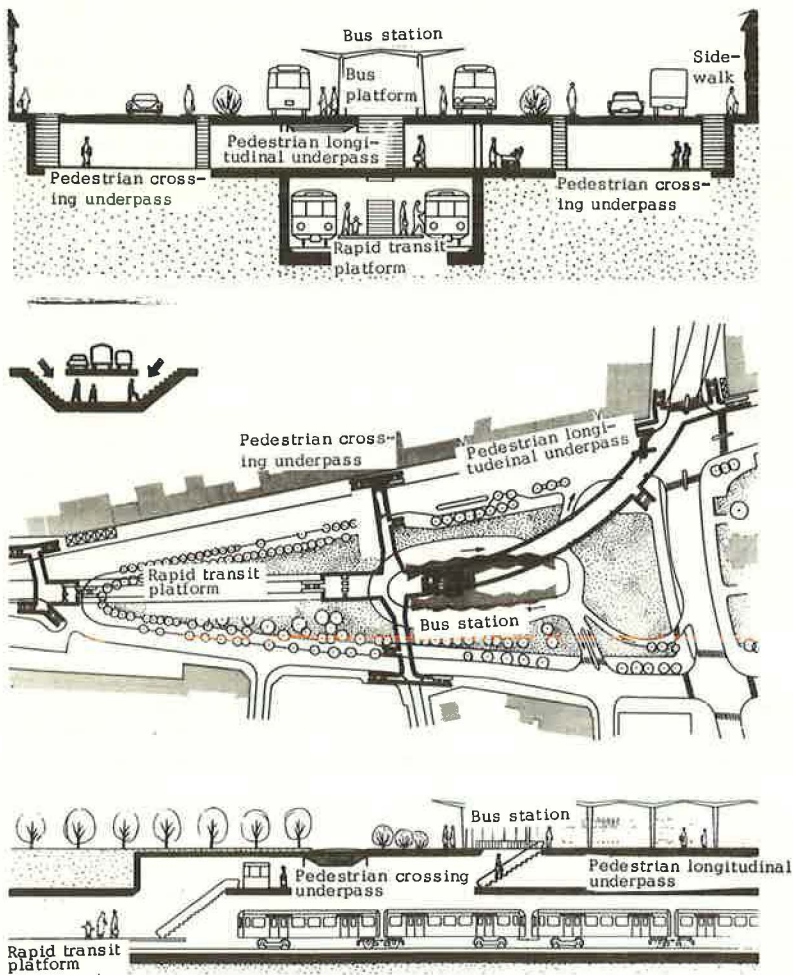 Bus station
Side-
walk
Bus
platform
Pedestrian longi-
tudinal underpass
Pedestrian cross-
ing underpass
Pedestrian cross-
ing underpass
Rapid transit
platform
Pedestrian cross-
ing underpass
Pedestrian longi-
tudeinal underpass
Rapid transit
platform
Bus station
Bus station
Pedestrian crossing
underpass
Pedestrian longitudinal
underpass
Rapid transit
platform